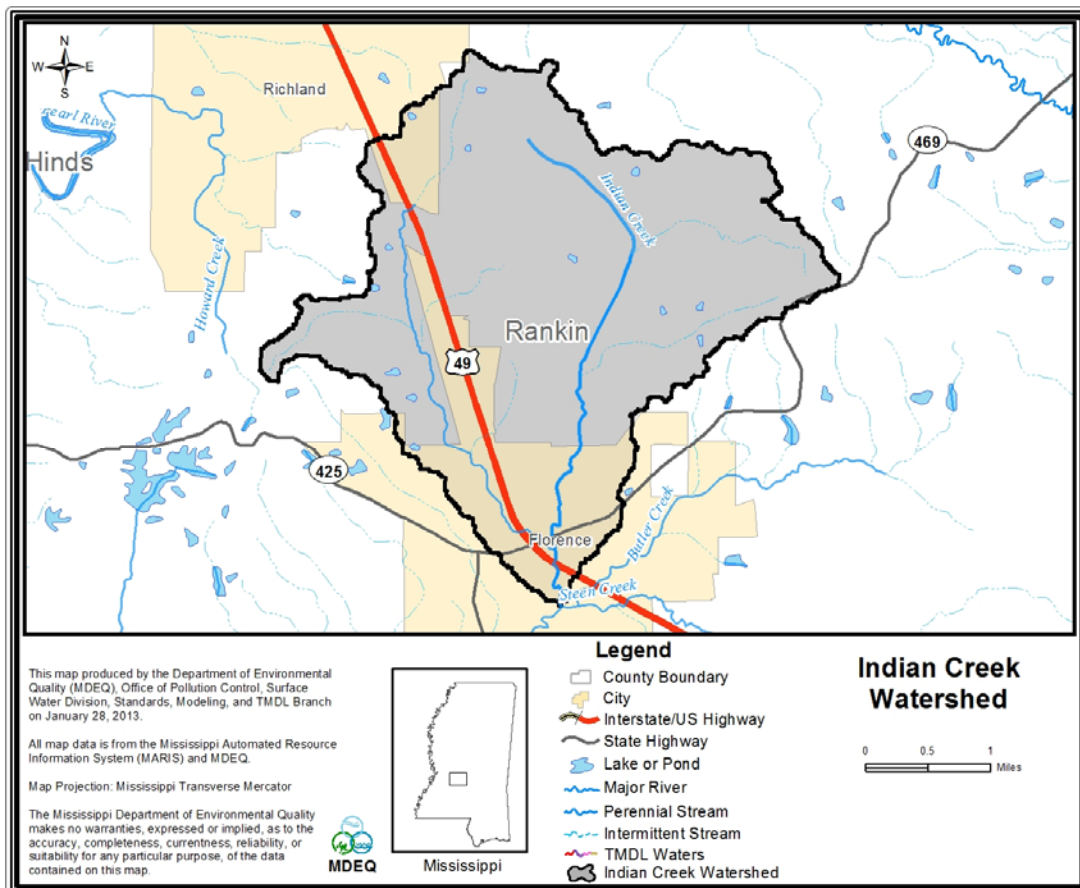 N
W E
S
Richland
Pearl River
Hinds
469
Indian Creek
Howard Creek
Rankin
49
425
Florence
Butler Creek
Steen Creek
This map produced by the Department of Environmental
Quality (MDEQ), Office of Pollution Control, Surface
Water Division, Standards, Modeling, and TMDL Branch
on January 28, 2013.
All map data is from the Mississippi Automated Resource
Information System (MARIS) and MDEQ.
Map Projection: Mississippi Transverse Mercator
The Mississippi Department of Environmental Quality
makes no warranties, expressed or implied, as to the
accuracy, completeness, currentness, reliability, or
suitability for any particular purpose, of the data
contained on this map.
MDEQ
Mississippi
Legend
County Boundary
City
Interstate/US Highway
State Highway
Lake or Pond
Major River
Perennial Stream
Intermittent Stream
TMDL Waters
Indian Creek Watershed
Indian Creek
Watershed
0 0.5 1
Miles